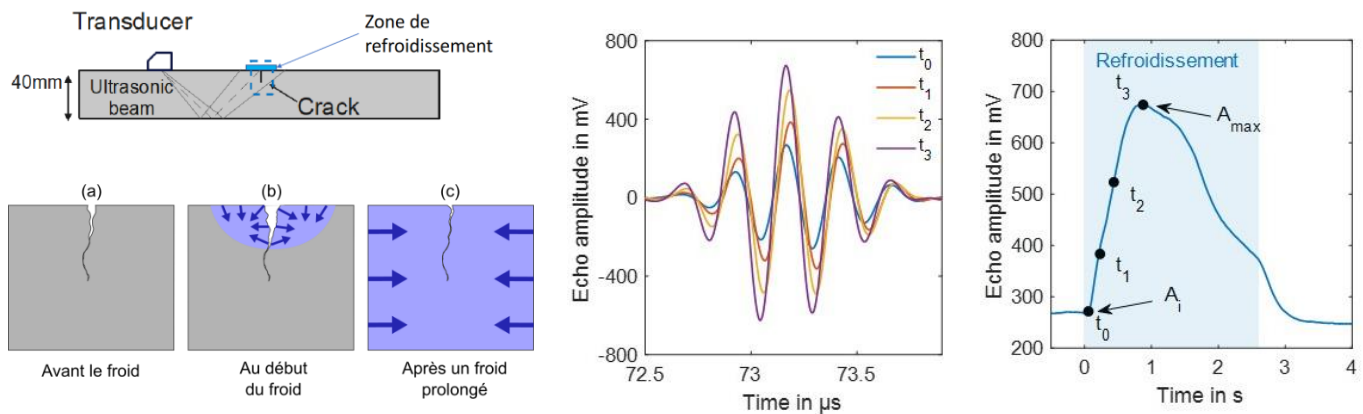 Transducer
Zone de
refroidissement
40mm
Ultrasonic
beam
Crack
(a)
(b)
(c)
Avant le froid
Au début
du froid
Après un froid
prolongé
Echo amplitude in mV
800
400
0
-400
-800
72.5
73
73.5
Time in µs
t0
t1
t2
t3
Echo amplitude in mV
800
700
600
500
400
300
200
0
1
2
3
4
Time in s
Refroidissement
t3
Amax
t2
t1
Ai
t0